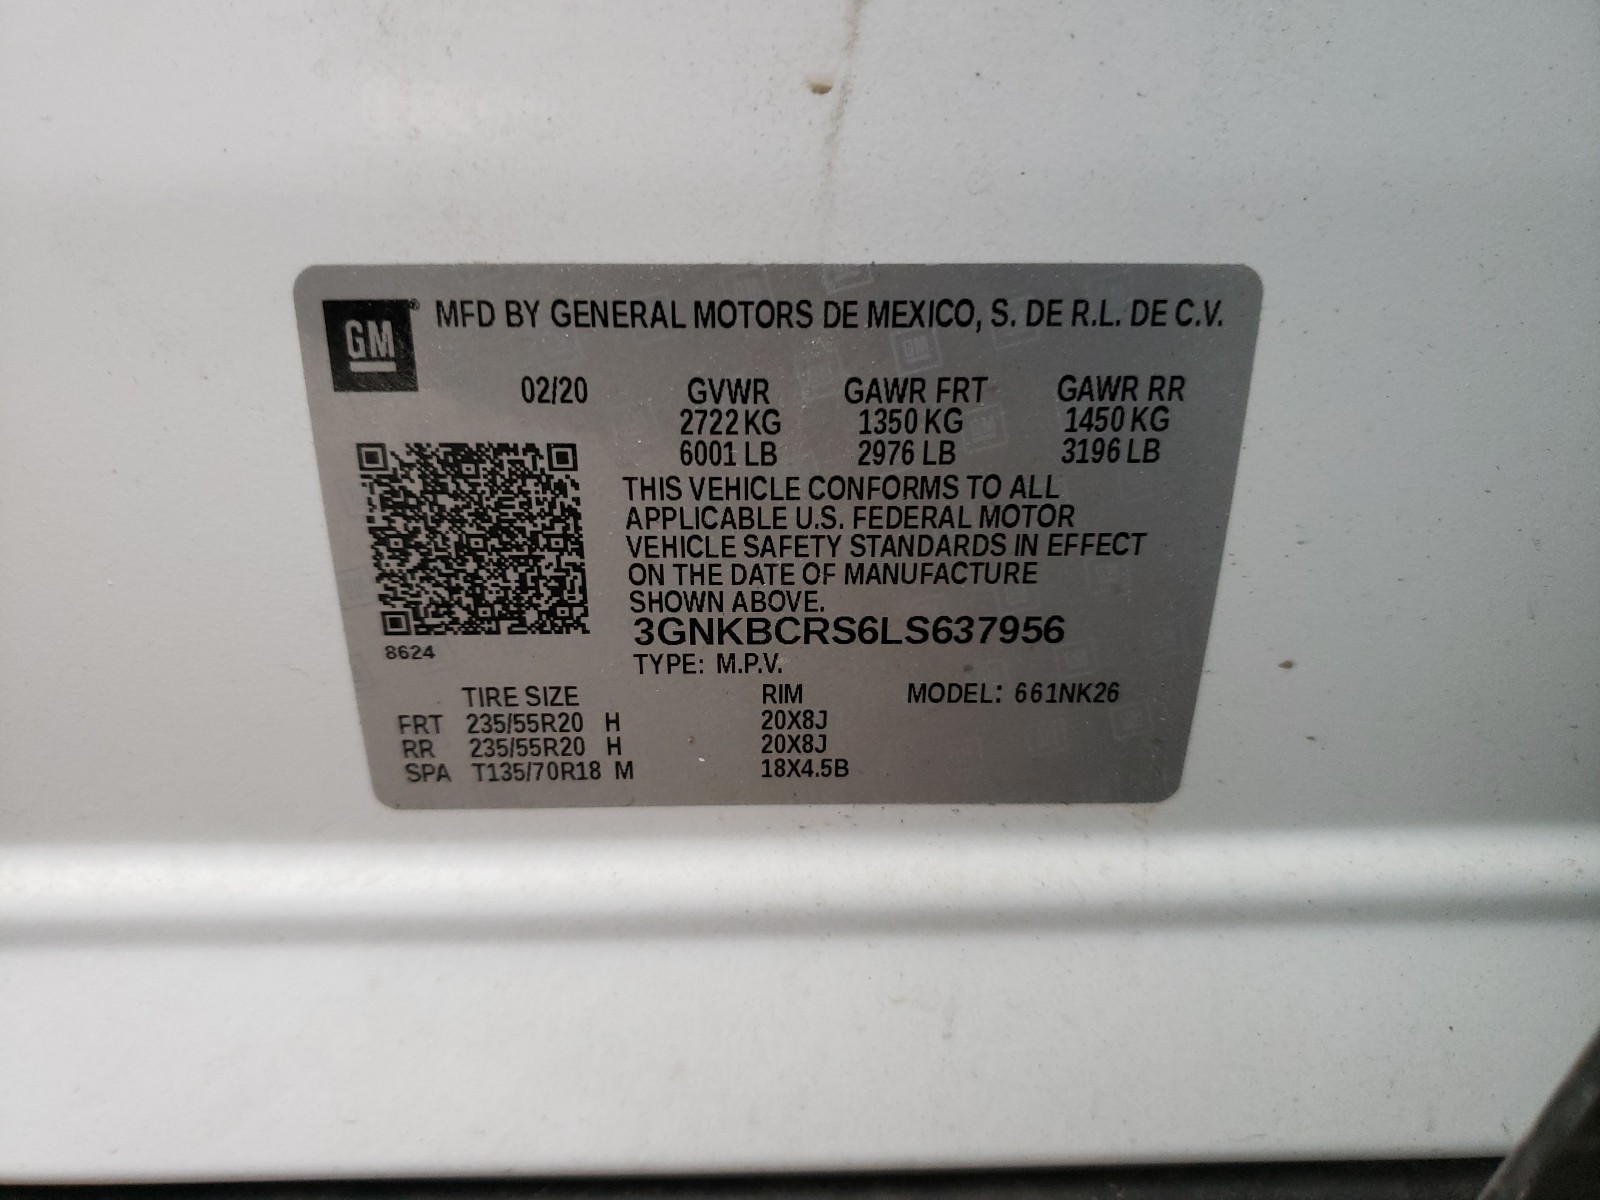 GM ® MFD BY GENERAL MOTORS DE MEXICO, S. DE R.L. DE C.V.
02/20 GVWR GAWR FRT GAWR RR
2722 KG 1350 KG 1450 KG
6001 LB 2976 LB 3196 LB
THIS VEHICLE CONFORMS TO ALL
APPLICABLE U.S. FEDERAL MOTOR
VEHICLE SAFETY STANDARDS IN EFFECT
ON THE DATE OF MANUFACTURE
SHOWN ABOVE.
3GNKBCRS6LS637956
8624
TYPE: M.P.V.
TIRE SIZE RIM MODEL: 661NK26
FRT 235/55R20 H 20X8J
RR 235/55R20 H 20X8J
SPA T135/70R18 M 18X4.5B